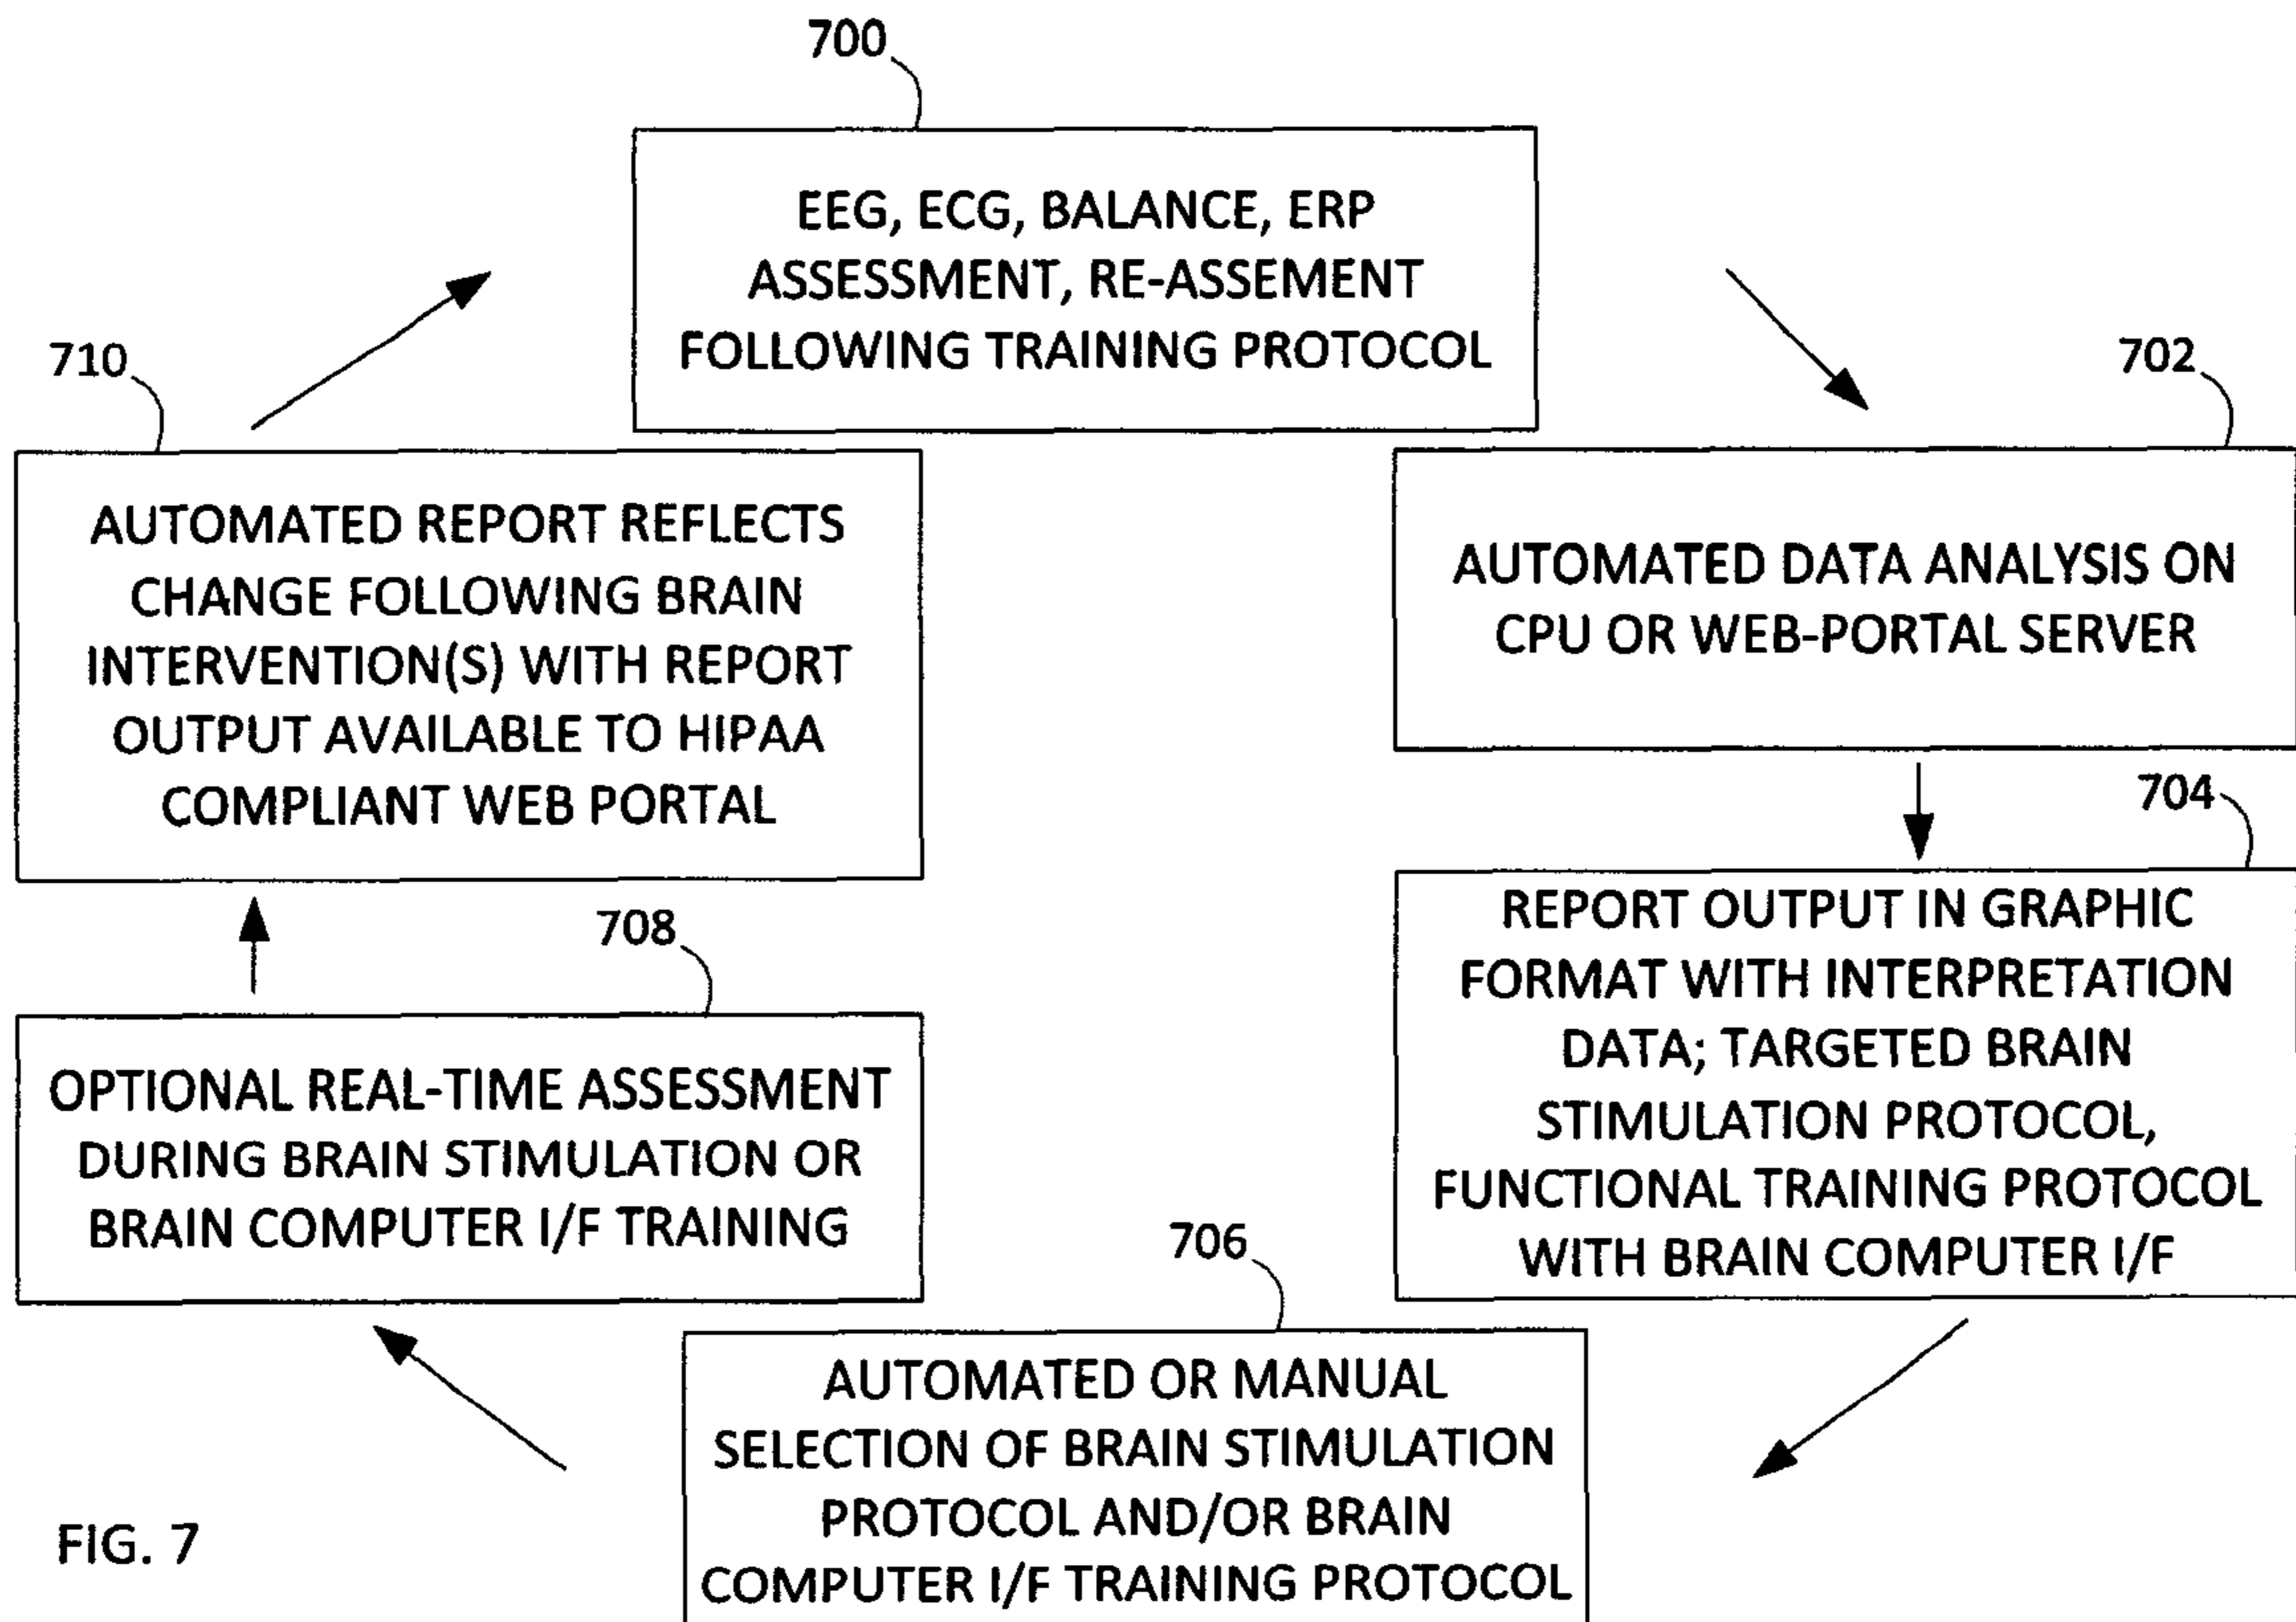 700
EEG, ECG, BALANCE, ERP
ASSESSMENT, RE-ASSEMENT
FOLLOWING TRAINING PROTOCOL
702
AUTOMATED DATA ANALYSIS ON
CPU OR WEB-PORTAL SERVER
704
REPORT OUTPUT IN GRAPHIC
FORMAT WITH INTERPRETATION
DATA; TARGETED BRAIN
STIMULATION PROTOCOL,
FUNCTIONAL TRAINING PROTOCOL
WITH BRAIN COMPUTER I/F
706
AUTOMATED OR MANUAL
SELECTION OF BRAIN STIMULATION
PROTOCOL AND/OR BRAIN
COMPUTER I/F TRAINING PROTOCOL
708
OPTIONAL REAL-TIME ASSESSMENT
DURING BRAIN STIMULATION OR
BRAIN COMPUTER I/F TRAINING
710
AUTOMATED REPORT REFLECTS
CHANGE FOLLOWING BRAIN
INTERVENTION(S) WITH REPORT
OUTPUT AVAILABLE TO HIPAA
COMPLIANT WEB PORTAL
FIG. 7